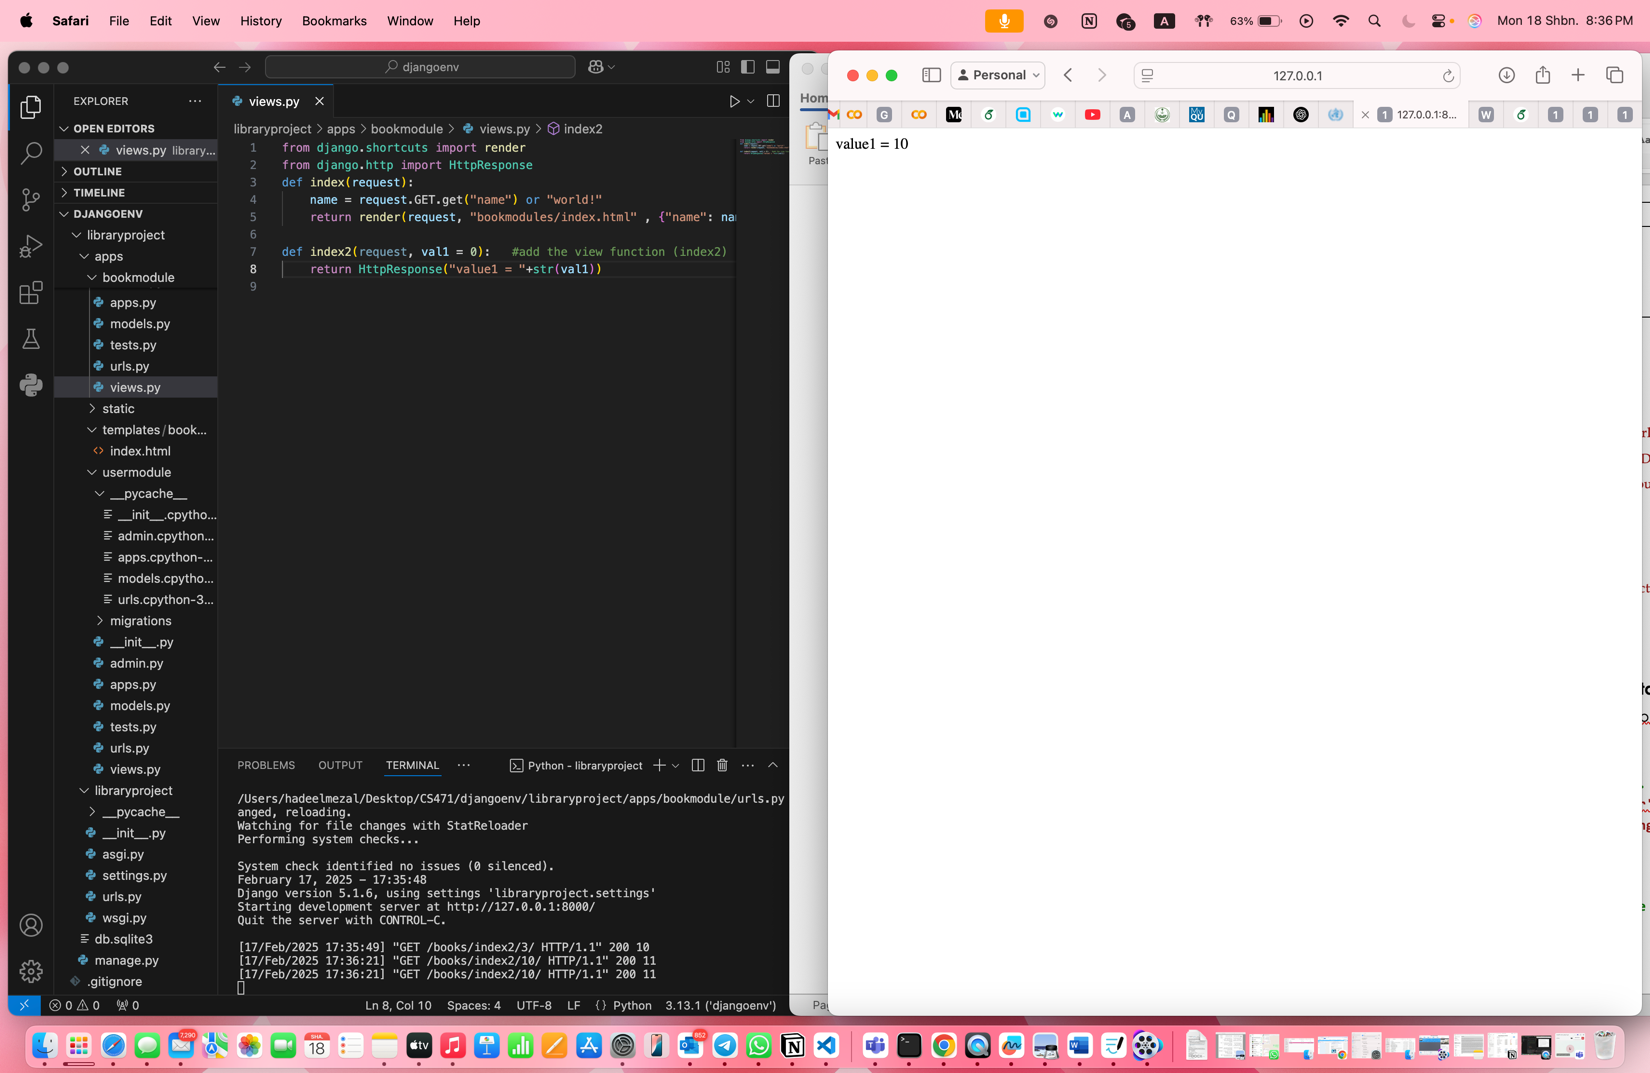 Safari File Edit View History Bookmarks Window Help 63% Mon 18 Shbn. 8:36 PM
djangoenv
EXPLORER
OPEN EDITORS
views.py library...
OUTLINE
TIMELINE
DJANGOENV
libraryproject
apps
bookmodule
apps.py
models.py
tests.py
urls.py
views.py
static
templates/book...
index.html
usermodule
__pycache__
__init__.cpytho...
admin.cpython...
apps.cpython-...
models.cpytho...
urls.cpython-3...
migrations
__init__.py
admin.py
apps.py
models.py
tests.py
urls.py
views.py
libraryproject
__pycache__
__init__.py
asgi.py
settings.py
urls.py
wsgi.py
db.sqlite3
manage.py
.gitignore
views.py
libraryproject > apps > bookmodule > views.py > index2
1 from django.shortcuts import render
2 from django.http import HttpResponse
3 def index(request):
4 name = request.GET.get("name") or "world!"
5 return render(request, "bookmodules/index.html" , {"name": na
6
7 def index2(request, val1 = 0): #add the view function (index2)
8 return HttpResponse("value1 = "+str(val1))
9
PROBLEMS OUTPUT TERMINAL Python - libraryproject
/Users/hadeelmezal/Desktop/CS471/djangoenv/libraryproject/apps/bookmodule/urls.py
anged, reloading.
Watching for file changes with StatReloader
Performing system checks...
System check identified no issues (0 silenced).
February 17, 2025 - 17:35:48
Django version 5.1.6, using settings 'libraryproject.settings'
Starting development server at http://127.0.0.1:8000/
Quit the server with CONTROL-C.
[17/Feb/2025 17:35:49] "GET /books/index2/3/ HTTP/1.1" 200 10
[17/Feb/2025 17:36:21] "GET /books/index2/10/ HTTP/1.1" 200 11
[17/Feb/2025 17:36:21] "GET /books/index2/10/ HTTP/1.1" 200 11
0 0 0 Ln 8, Col 10 Spaces: 4 UTF-8 LF Python 3.13.1 ('djangoenv')
Hom
Past
Personal
127.0.0.1
127.0.0.1:8...
value1 = 10
7,290
18
tv
852